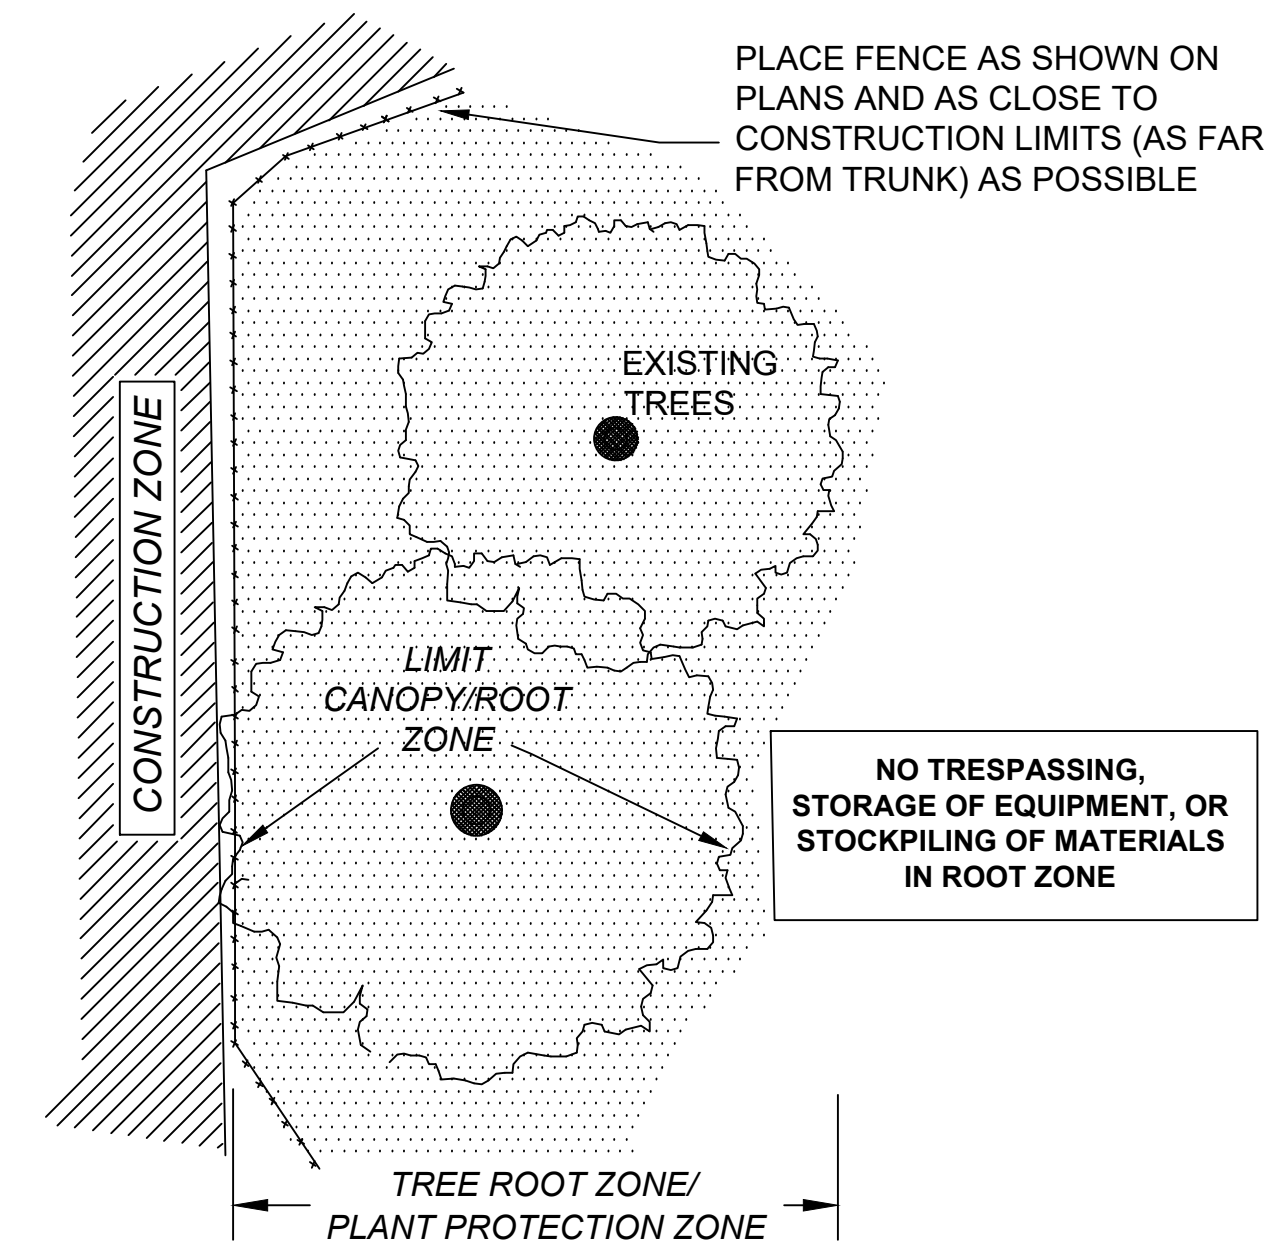 PLACE FENCE AS SHOWN ON
PLANS AND AS CLOSE TO
CONSTRUCTION LIMITS (AS FAR
FROM TRUNK) AS POSSIBLE
EXISTING
TREES
CONSTRUCTION ZONE
LIMIT
CANOPY/ROOT
ZONE
NO TRESPASSING,
STORAGE OF EQUIPMENT, OR
STOCKPILING OF MATERIALS
IN ROOT ZONE
TREE ROOT ZONE/
PLANT PROTECTION ZONE